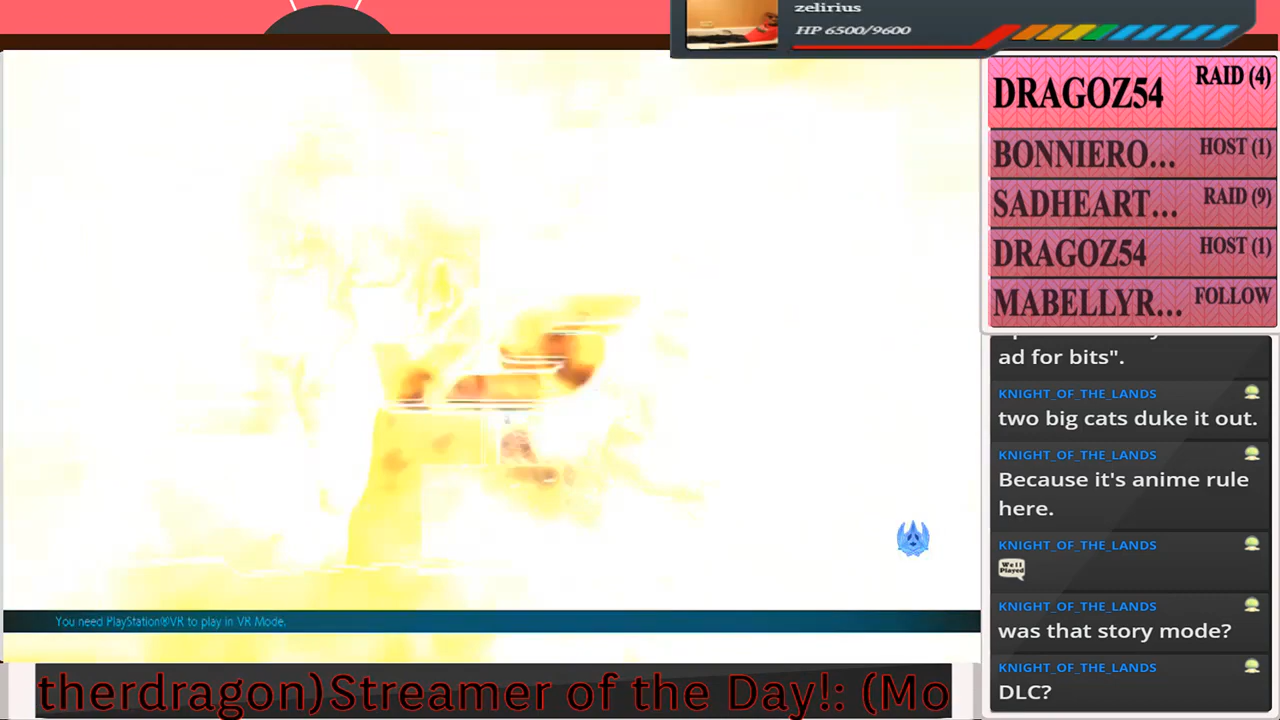 zelirius
HP 6500/9600
DRAGOZ54 RAID (4)
BONNIERO... HOST (1)
SADHEART... RAID (9)
DRAGOZ54 HOST (1)
MABELLYR... FOLLOW
ad for bits".
KNIGHT_OF_THE_LANDS
two big cats duke it out.
KNIGHT_OF_THE_LANDS
Because it's anime rule
here.
KNIGHT_OF_THE_LANDS
Well
Played
KNIGHT_OF_THE_LANDS
was that story mode?
KNIGHT_OF_THE_LANDS
DLC?
You need PlayStation®VR to play in VR Mode.
therdragon)Streamer of the Day!: (Mo